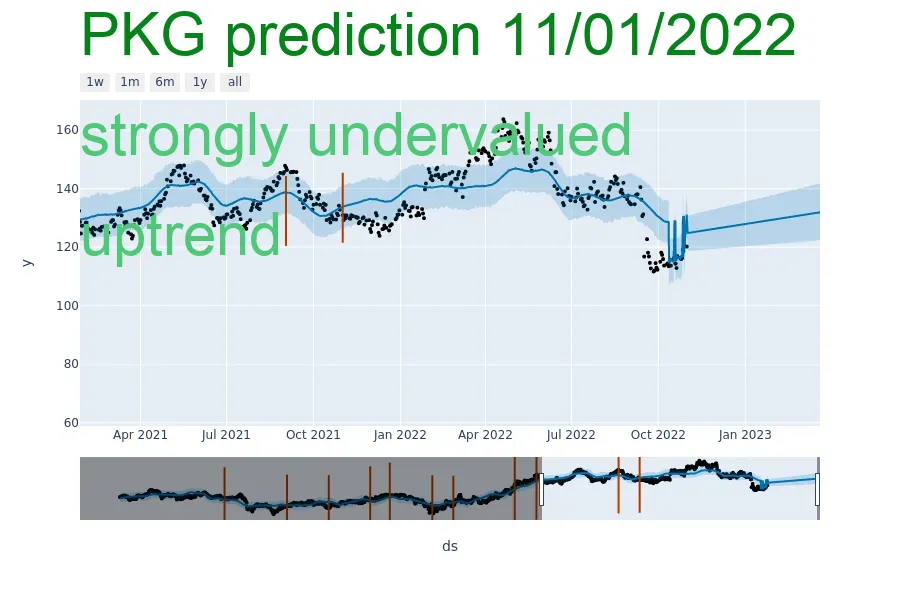 PKG prediction 11/01/2022
1w 1m 6m 1y all
strongly undervalued
uptrend
160
140
120
100
80
60
y
Apr 2021 Jul 2021 Oct 2021 Jan 2022 Apr 2022 Jul 2022 Oct 2022 Jan 2023
ds